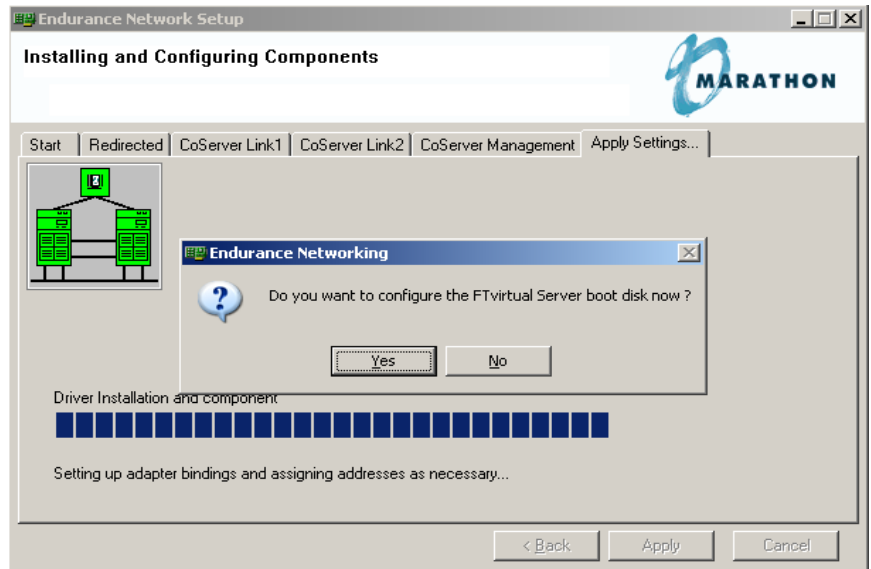 Endurance Network Setup
Installing and Configuring Components
MARATHON
Start Redirected CoServer Link1 CoServer Link2 CoServer Management Apply Settings...
Endurance Networking
Do you want to configure the FTvirtual Server boot disk now ?
Yes No
Driver Installation and component
Setting up adapter bindings and assigning addresses as necessary...
< Back Apply Cancel